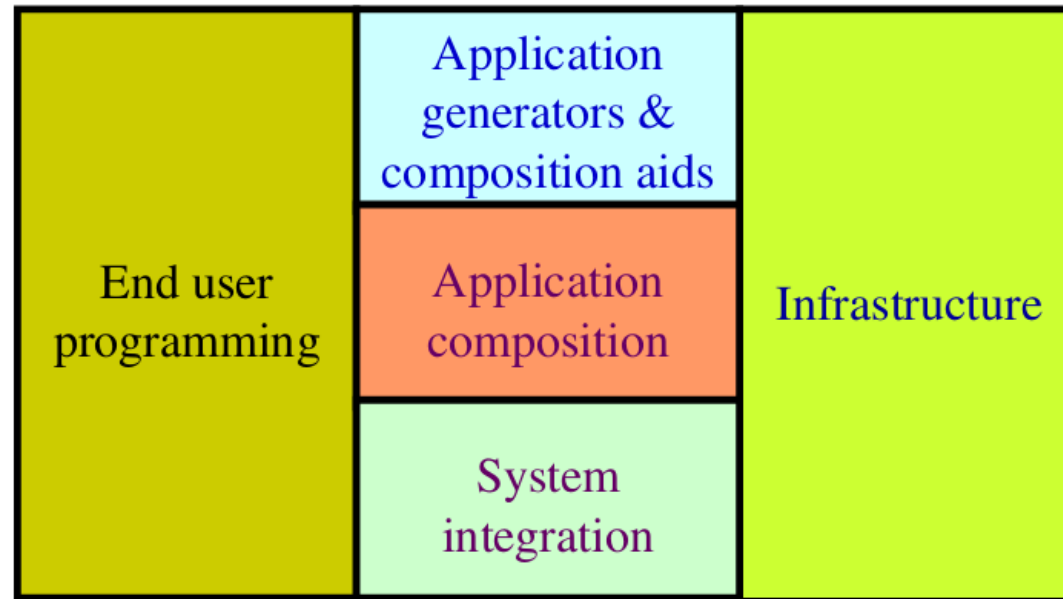 End user
programming
Application
generators &
composition aids
Application
composition
System
integration
Infrastructure